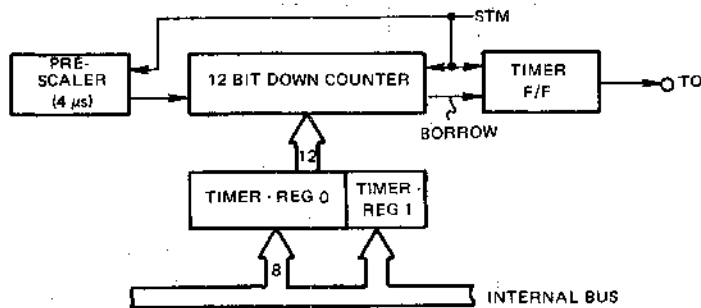 STM
PRE-
SCALER
(4 μs)
12 BIT DOWN COUNTER
TIMER
F/F
TO
BORROW
12
TIMER · REG 0
TIMER ·
REG 1
8
INTERNAL BUS